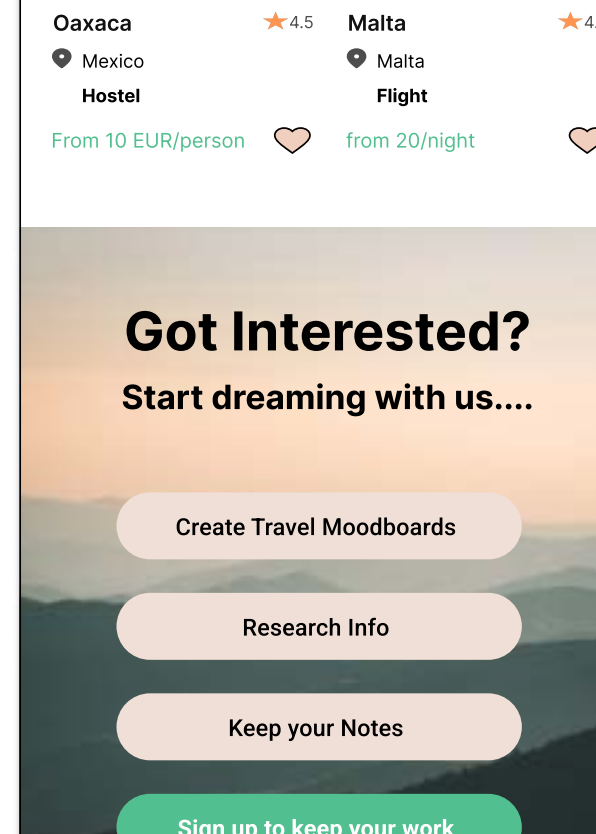 Oaxaca 4.5 Malta 4.
Mexico Malta
Hostel Flight
From 10 EUR/person from 20/night
Got Interested?
Start dreaming with us....
Create Travel Moodboards
Research Info
Keep your Notes
Sign up to keep your work